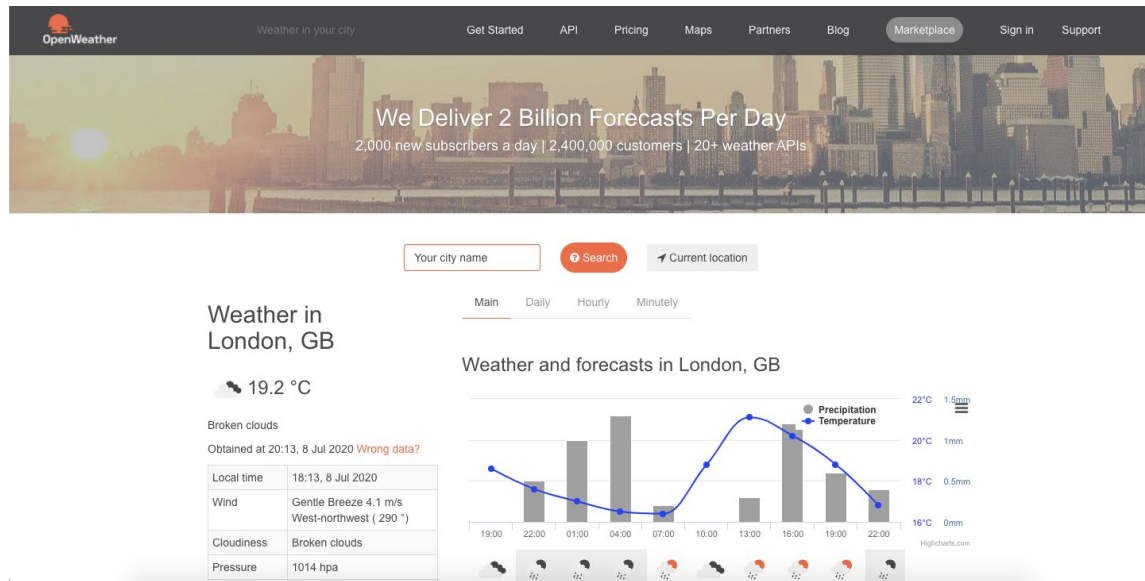 OpenWeather
Weather in your city
Get Started
API
Pricing
Maps
Partners
Blog
Marketplace
Sign in
Support
We Deliver 2 Billion Forecasts Per Day
2,000 new subscribers a day | 2,400,000 customers | 20+ weather APIs
Your city name
Search
Current location
Weather in
London, GB
19.2 °C
Broken clouds
Obtained at 20:13, 8 Jul 2020 Wrong data?
Local time 18:13, 8 Jul 2020
Wind Gentle Breeze 4.1 m/s
West-northwest ( 290 °)
Cloudiness Broken clouds
Pressure 1014 hpa
Main
Daily
Hourly
Minutely
Weather and forecasts in London, GB
Precipitation
Temperature
22°C 1.5mm
20°C 1mm
18°C 0.5mm
16°C 0mm
19:00 22:00 01:00 04:00 07:00 10:00 13:00 16:00 19:00 22:00
Highcharts.com